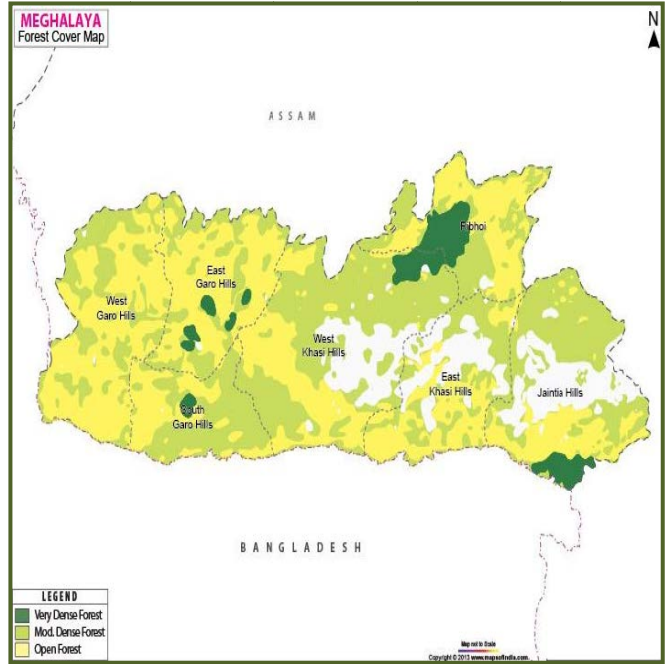 MEGHALAYA
Forest Cover Map
N
ASSAM
Ribhoi
East
Garo Hills
West
Garo Hills
West
Khasi Hills
East
Khasi Hills
Jaintia Hills
South
Garo Hills
BANGLADESH
LEGEND
Very Dense Forest
Mod. Dense Forest
Open Forest
Map not to Scale
Copyright © 2013 www.mapsofindia.com